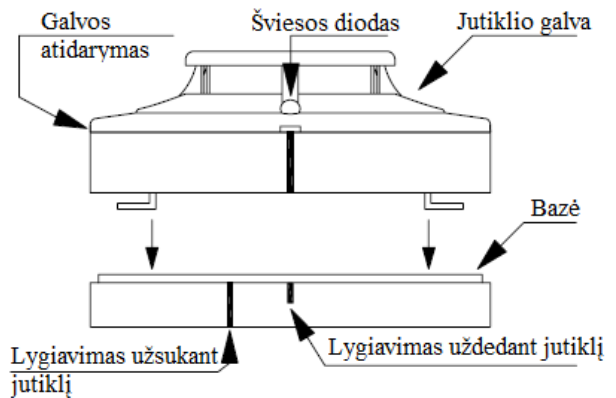 Galvos
atidarymas
Šviesos diodas
Jutiklio galva
Bazė
Lygiavimas užsukant
jutiklį
Lygiavimas uždedant jutiklį